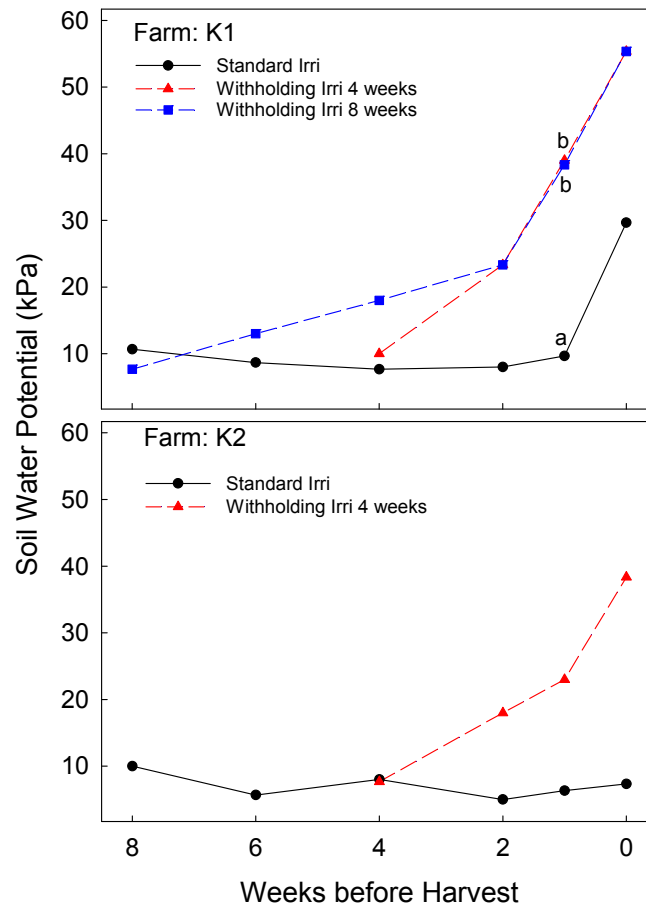 Farm: K1
Standard Irri
Withholding Irri 4 weeks
Withholding Irri 8 weeks
60
50
40
30
20
10
b
b
a
Farm: K2
Standard Irri
Withholding Irri 4 weeks
60
50
40
30
20
10
8 6 4 2 0
Soil Water Potential (kPa)
Weeks before Harvest